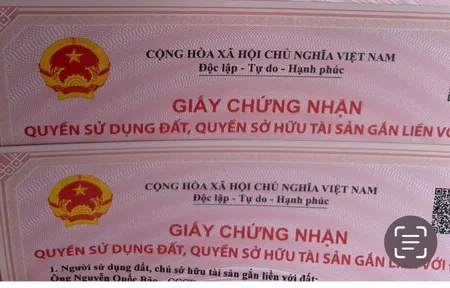 CỘNG HÒA XÃ HỘI CHỦ NGHĨA VIỆT NAM
Độc lập - Tự do - Hạnh phúc
GIẤY CHỨNG NHẬN
QUYỀN SỬ DỤNG ĐẤT, QUYỀN SỞ HỮU TÀI SẢN GẮN LIỀN VỚ
CỘNG HÒA XÃ HỘI CHỦ NGHĨA VIỆT NAM
Độc lập - Tự do - Hạnh phúc
GIẤY CHỨNG NHẬN
QUYỀN SỬ DỤNG ĐẤT, QUYỀN SỞ HỮU TÀI SẢN GẮN LIỀN VỚI
1. Người sử dụng đất, chủ sở hữu tài sản gắn liền với đất:
Ông Nguyễn Quốc